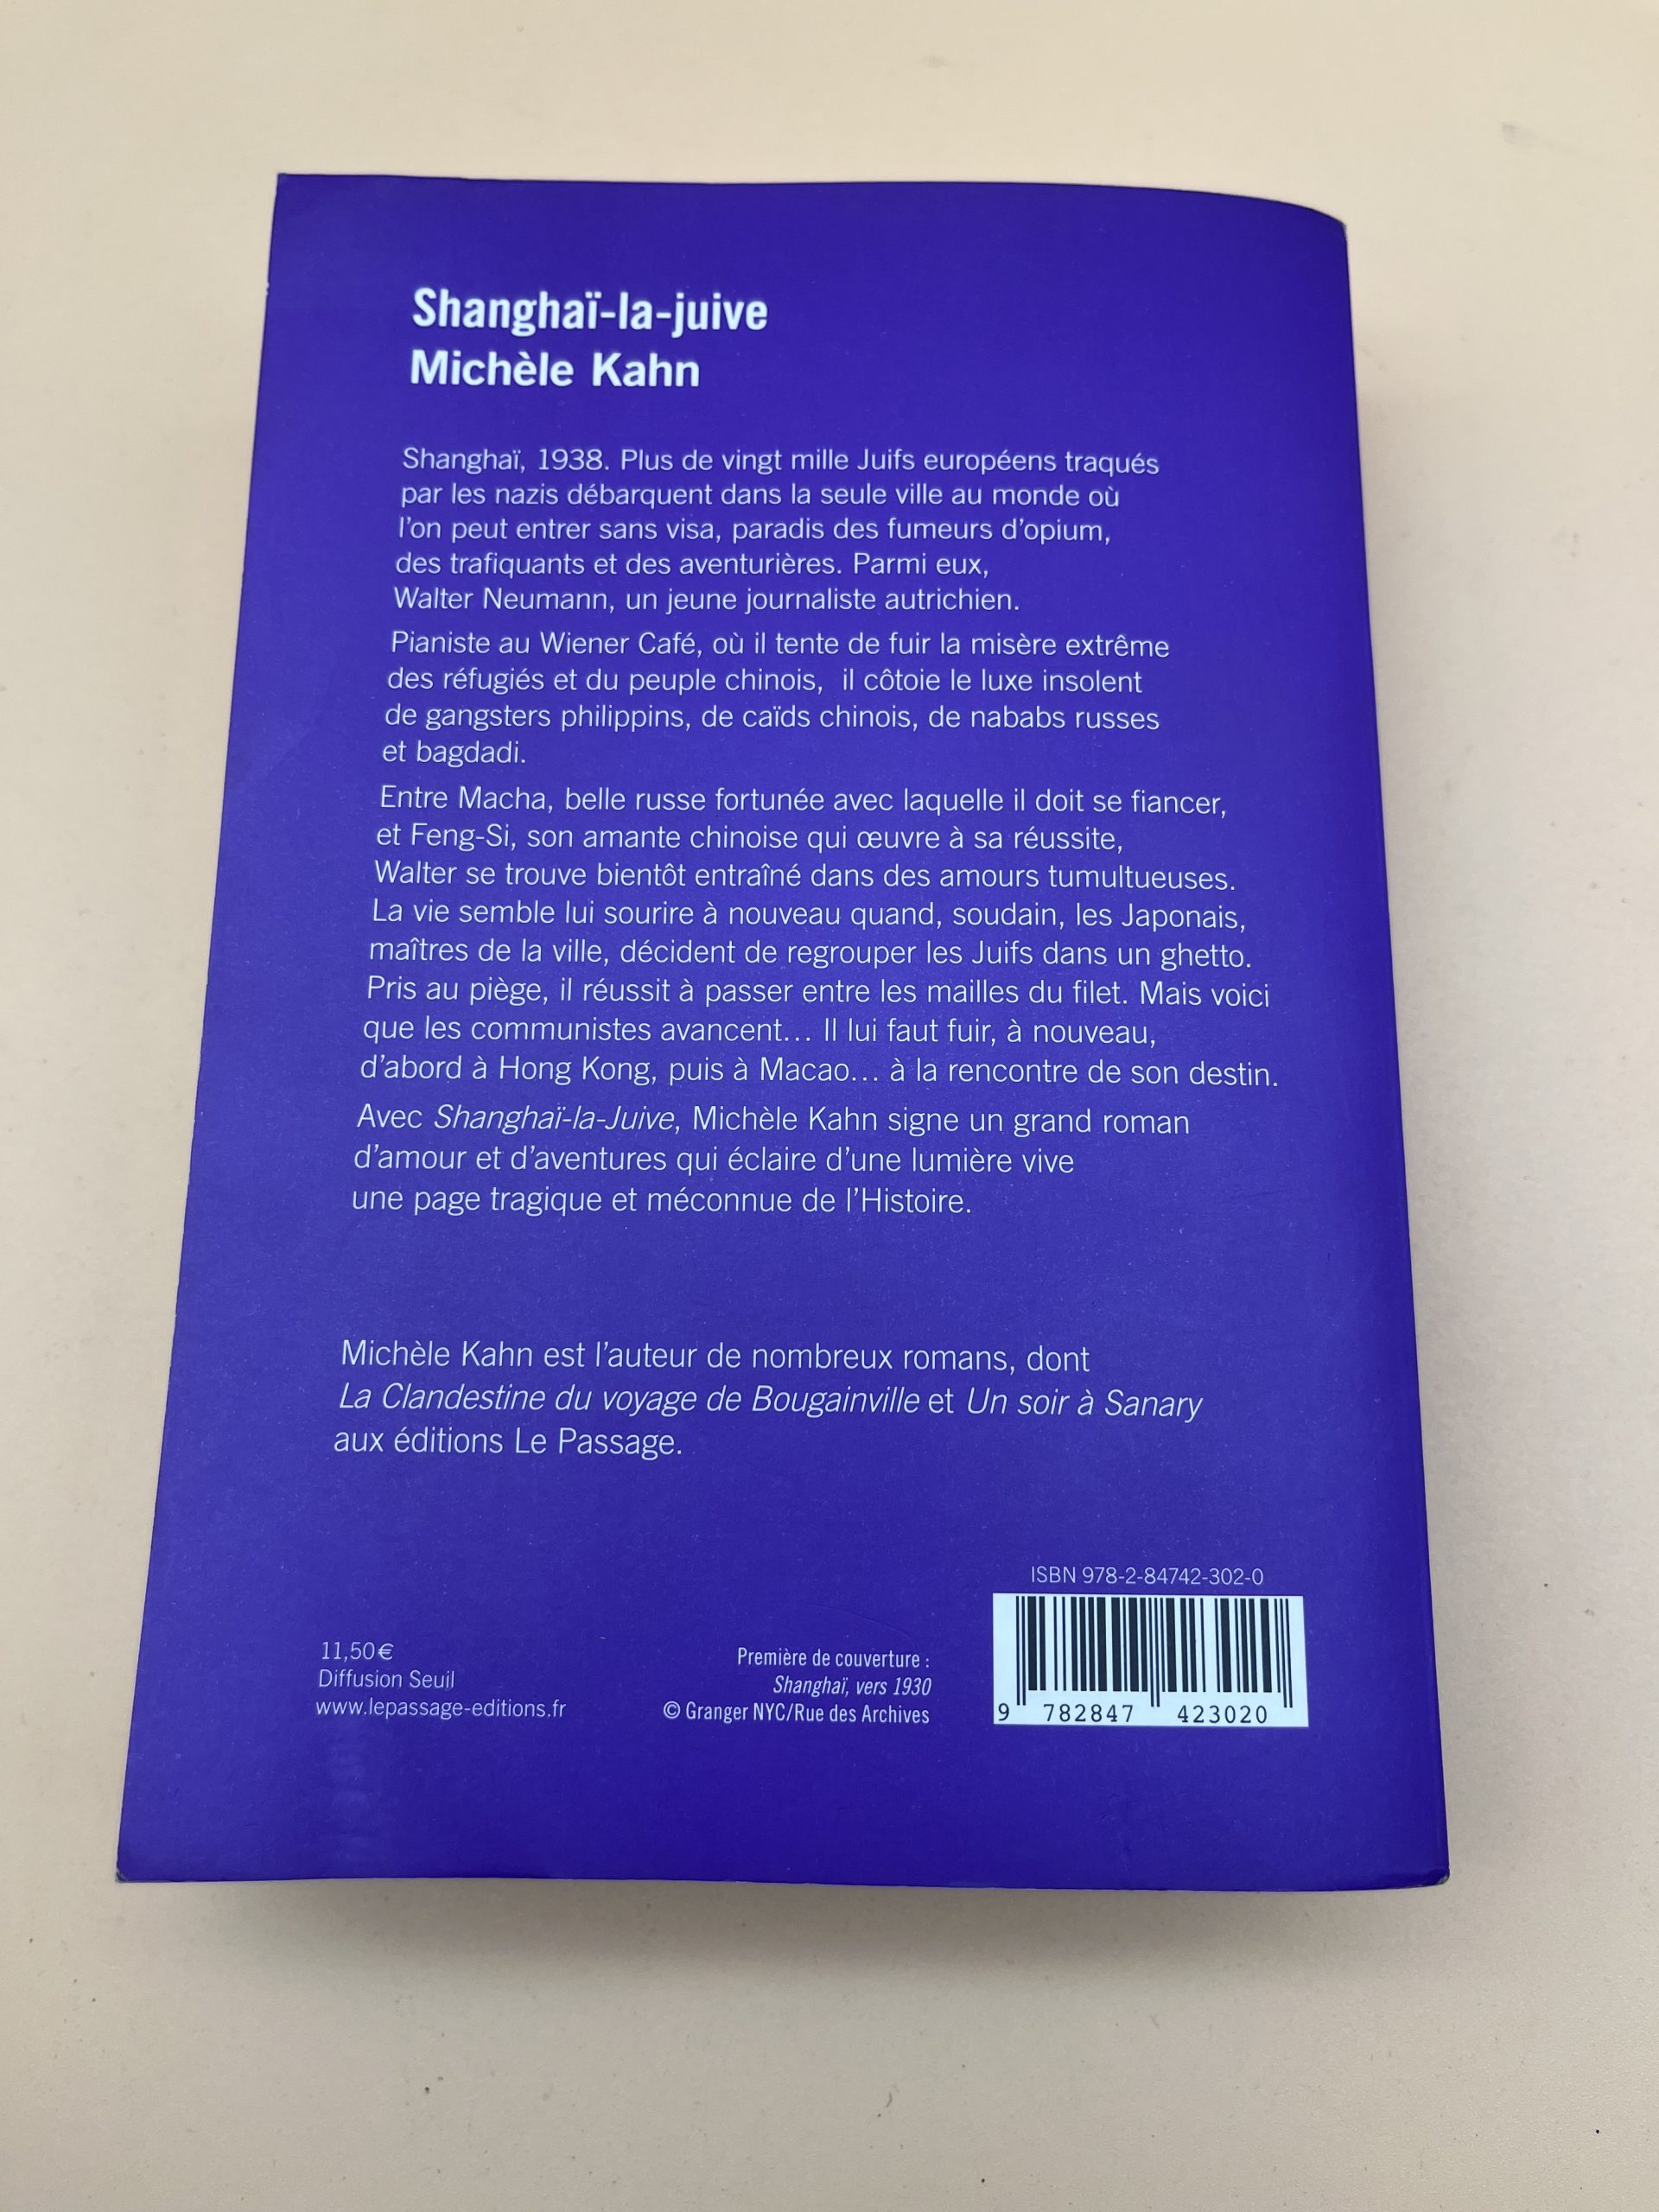 Shanghaï-la-juive
Michèle Kahn
Shanghaï, 1938. Plus de vingt mille Juifs européens traqués
par les nazis débarquent dans la seule ville au monde où
l’on peut entrer sans visa, paradis des fumeurs d’opium,
des trafiquants et des aventurières. Parmi eux,
Walter Neumann, un jeune journaliste autrichien.
Pianiste au Wiener Café, où il tente de fuir la misère extrême
des réfugiés et du peuple chinois, il côtoie le luxe insolent
de gangsters philippins, de caïds chinois, de nababs russes
et bagdadi.
Entre Macha, belle russe fortunée avec laquelle il doit se fiancer,
et Feng-Si, son amante chinoise qui œuvre à sa réussite,
Walter se trouve bientôt entraîné dans des amours tumultueuses.
La vie semble lui sourire à nouveau quand, soudain, les Japonais,
maîtres de la ville, décident de regrouper les Juifs dans un ghetto.
Pris au piège, il réussit à passer entre les mailles du filet. Mais voici
que les communistes avancent… Il lui faut fuir, à nouveau,
d’abord à Hong Kong, puis à Macao… à la rencontre de son destin.
Avec Shanghaï-la-Juive, Michèle Kahn signe un grand roman
d’amour et d’aventures qui éclaire d’une lumière vive
une page tragique et méconnue de l’Histoire.
Michèle Kahn est l’auteur de nombreux romans, dont
La Clandestine du voyage de Bougainville et Un soir à Sanary
aux éditions Le Passage.
11,50€
Diffusion Seuil
www.lepassage-editions.fr
Première de couverture :
Shanghaï, vers 1930
© Granger NYC/Rue des Archives
ISBN 978-2-84742-302-0
9 782847 423020